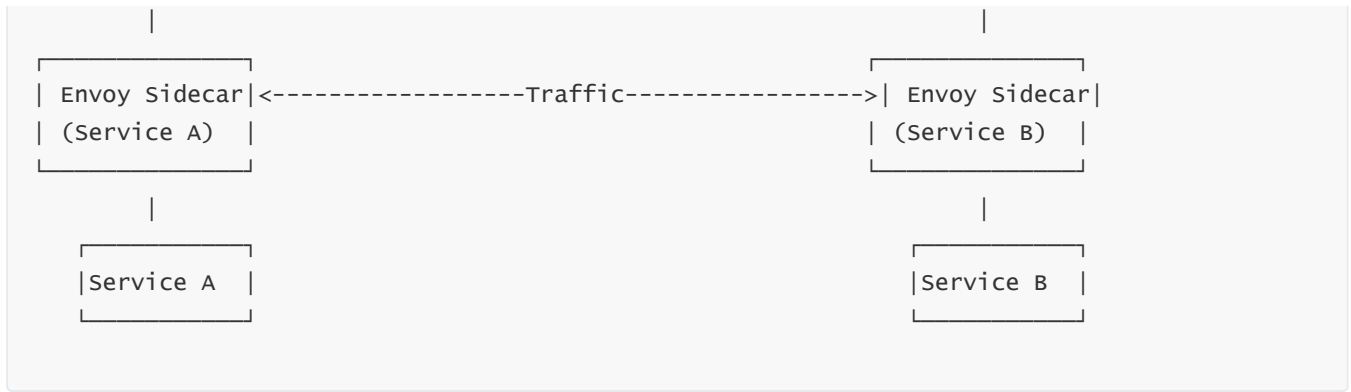 | |
┌───────────────┐ ┌───────────────┐
| Envoy Sidecar|<------------------Traffic----------------->| Envoy Sidecar|
| (Service A) | | (Service B) |
└───────────────┘ └───────────────┘
| |
┌────────────┐ ┌────────────┐
|Service A | |Service B |
└────────────┘ └────────────┘